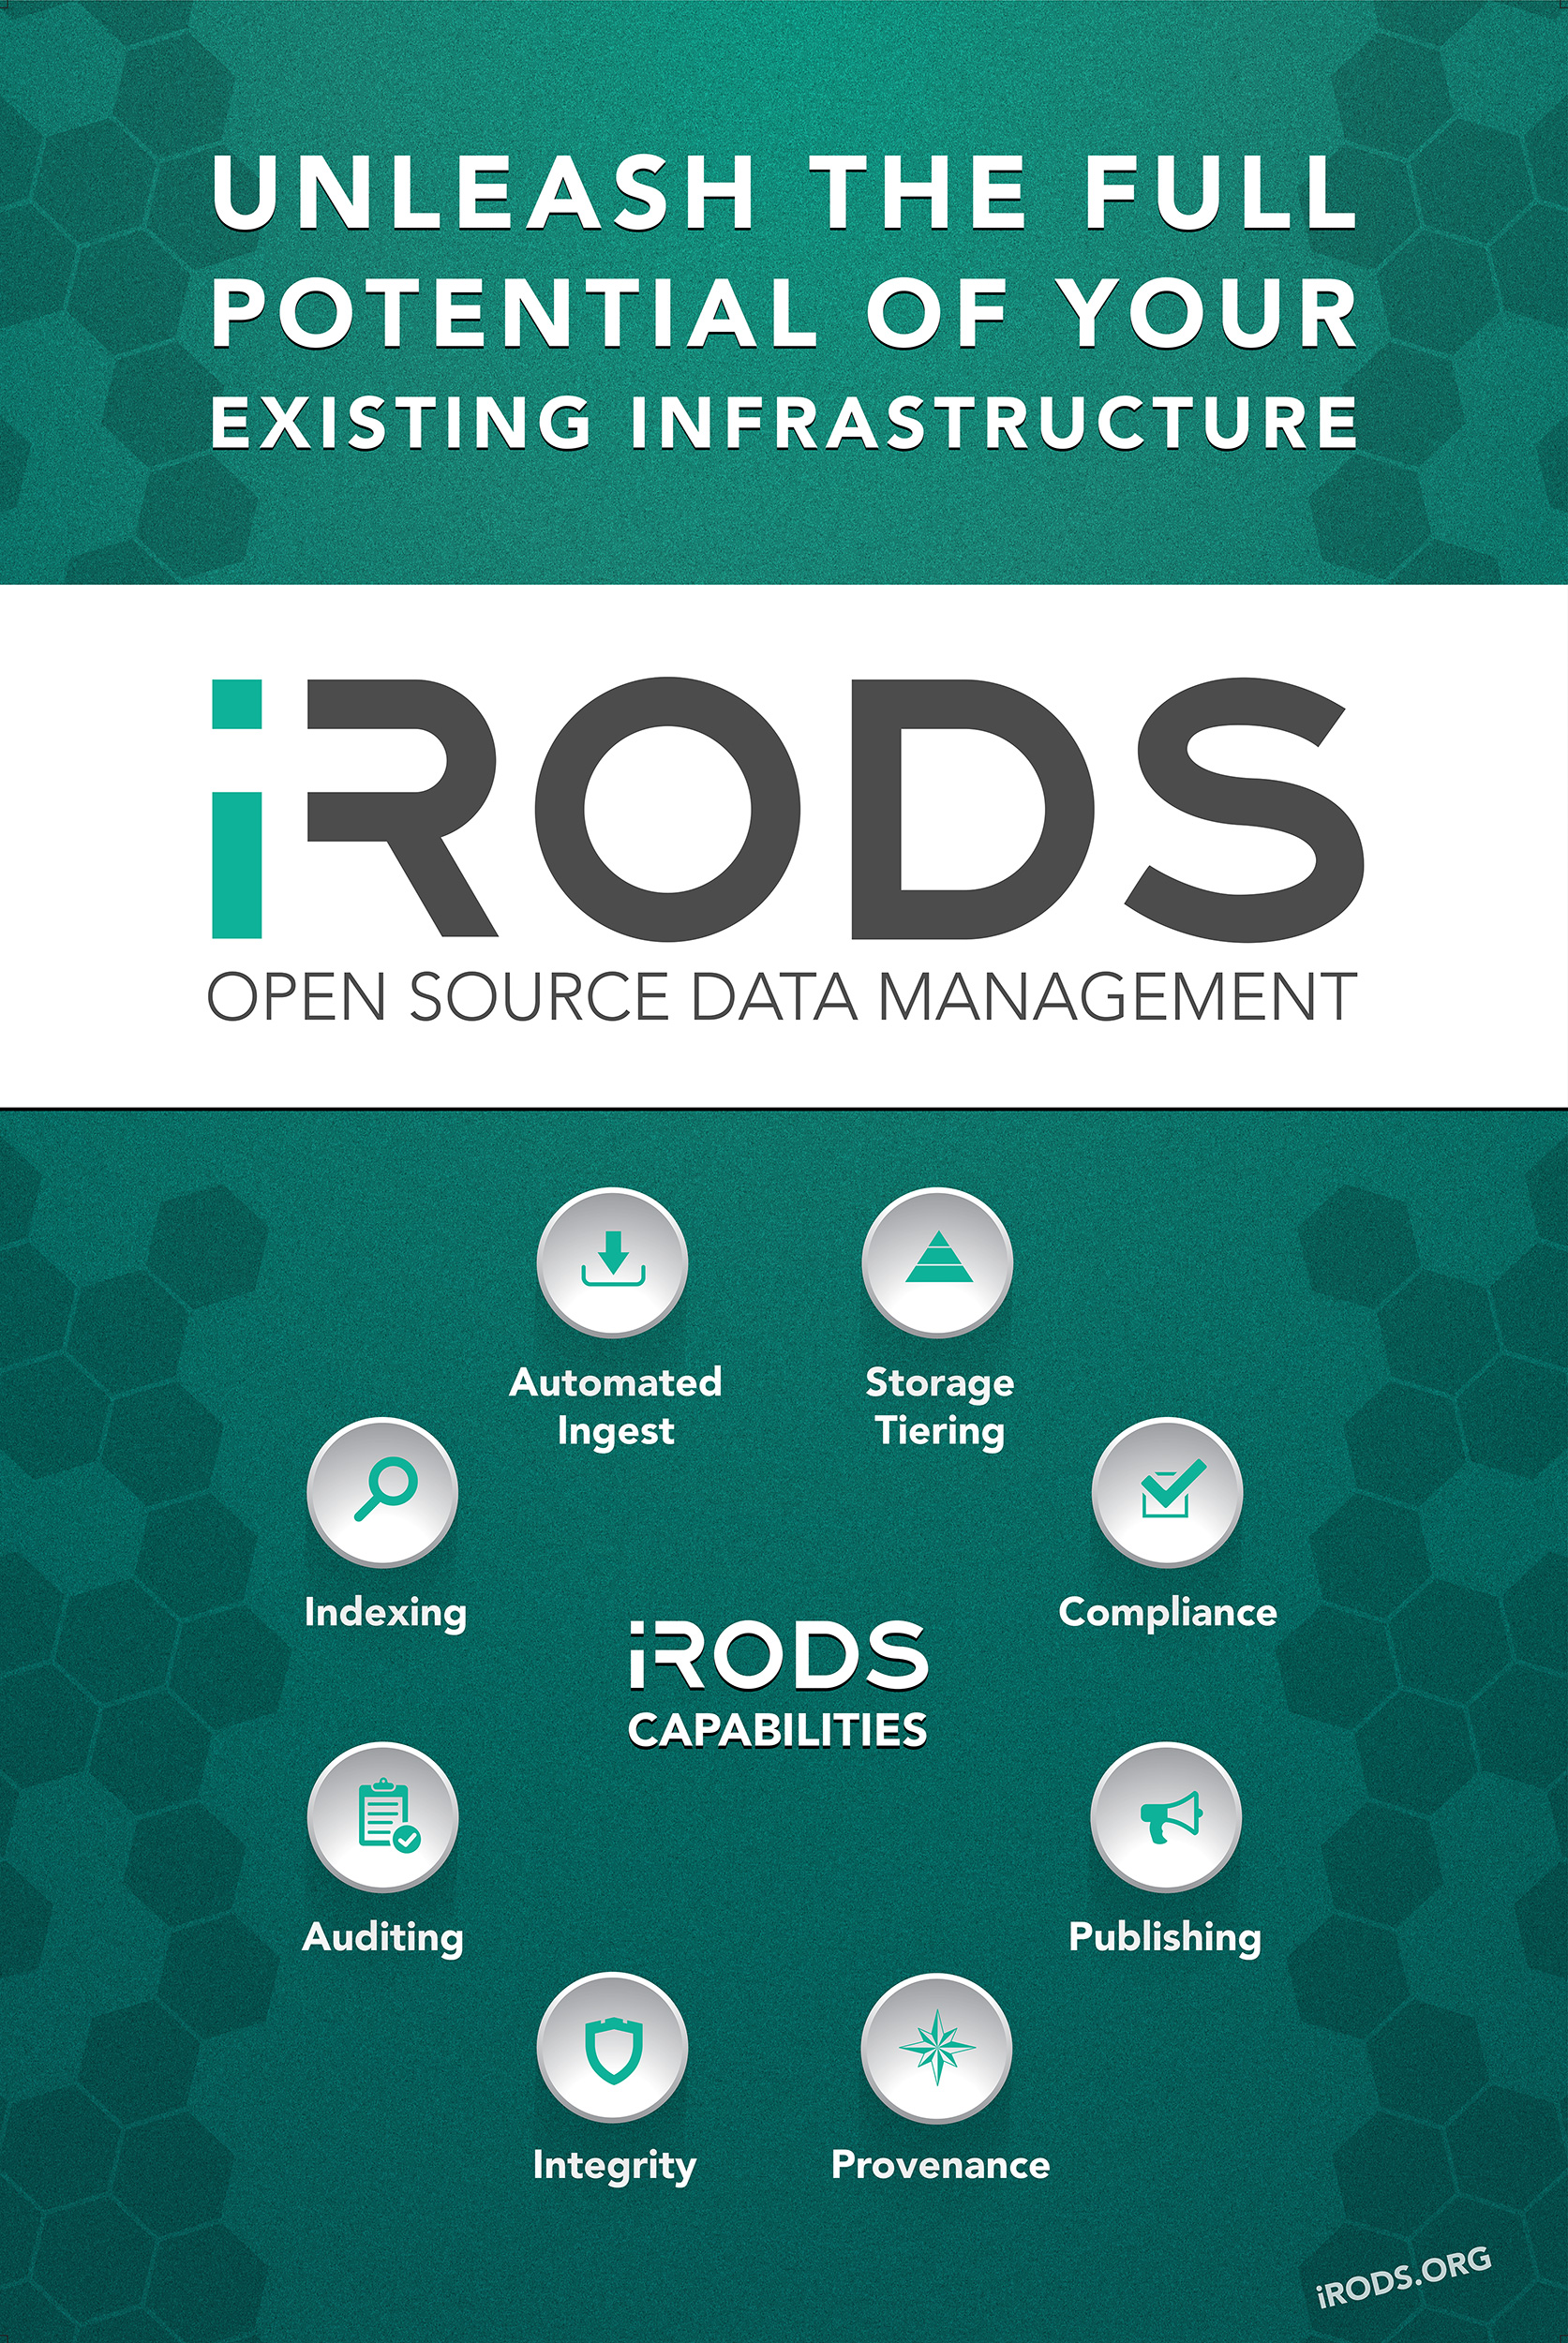 UNLEASH THE FULL
POTENTIAL OF YOUR
EXISTING INFRASTRUCTURE
iRODS
OPEN SOURCE DATA MANAGEMENT
Automated
Ingest
Storage
Tiering
Indexing
Compliance
iRODS
CAPABILITIES
Auditing
Publishing
Integrity
Provenance
iRODS.ORG